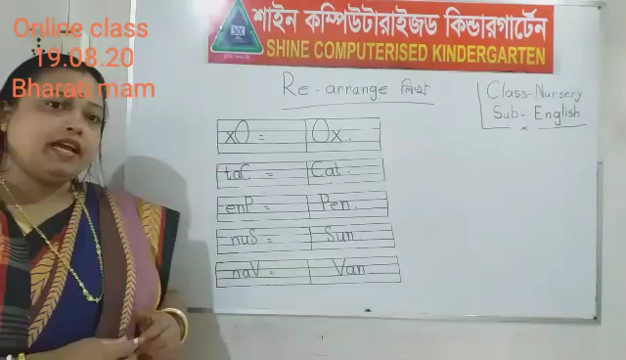 Online class
19.08.20
Bharati mam
শাইন কম্পিউটারাইজড কিন্ডারগার্টেন
SHINE COMPUTERISED KINDERGARTEN
Re-arrange লিখ
Class-Nursery
Sub- English
xO = Ox.
taC = Cat.
enP = Pen.
nuS = Sun
naV = Van